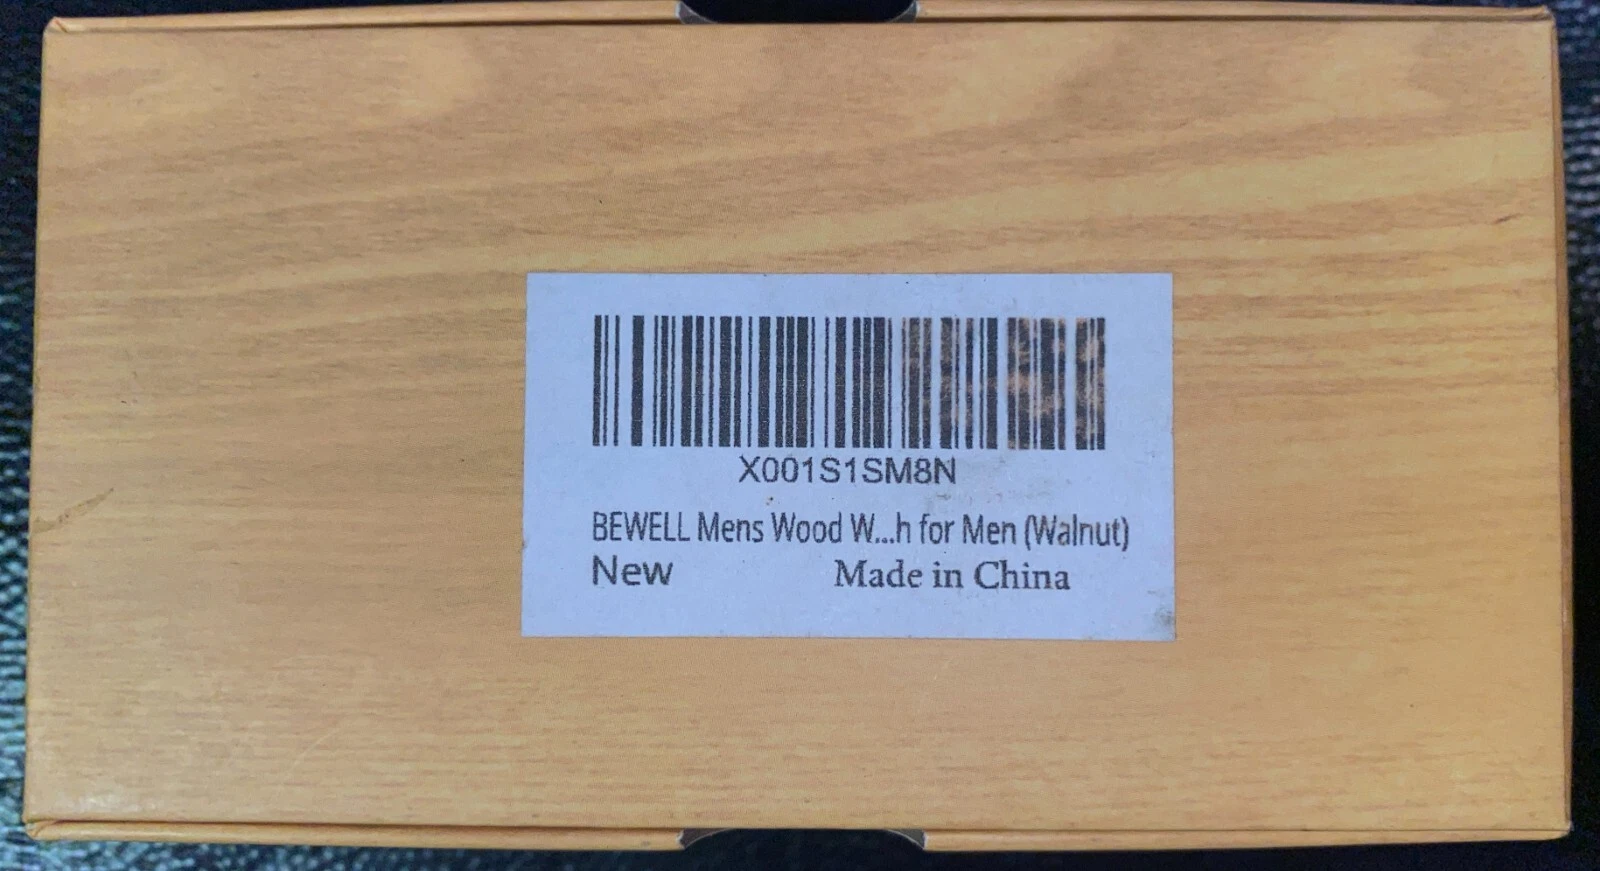 X001S1SM8N
BEWELL Mens Wood W...h for Men (Walnut)
New Made in China